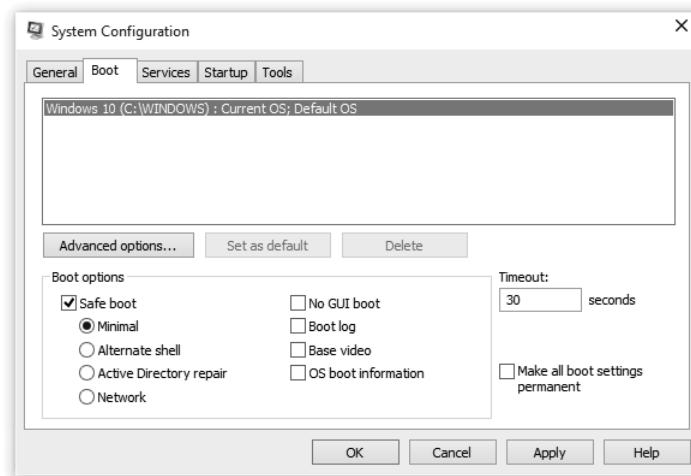 System Configuration
General Boot Services Startup Tools
Windows 10 (C:\WINDOWS) : Current OS; Default OS
Advanced options... Set as default Delete
Boot options
Safe boot
Minimal
Alternate shell
Active Directory repair
Network
No GUI boot
Boot log
Base video
OS boot information
Timeout:
30 seconds
Make all boot settings
permanent
OK Cancel Apply Help